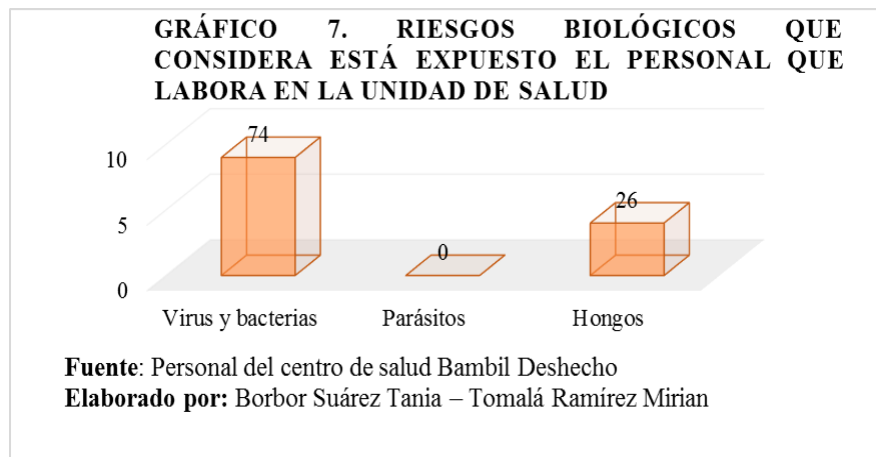 GRÁFICO 7. RIESGOS BIOLÓGICOS QUE
CONSIDERA ESTÁ EXPUESTO EL PERSONAL QUE
LABORA EN LA UNIDAD DE SALUD
74
10
26
5
0
0
Virus y bacterias Parásitos Hongos
Fuente: Personal del centro de salud Bambil Deshecho
Elaborado por: Borbor Suárez Tania – Tomalá Ramírez Mirian